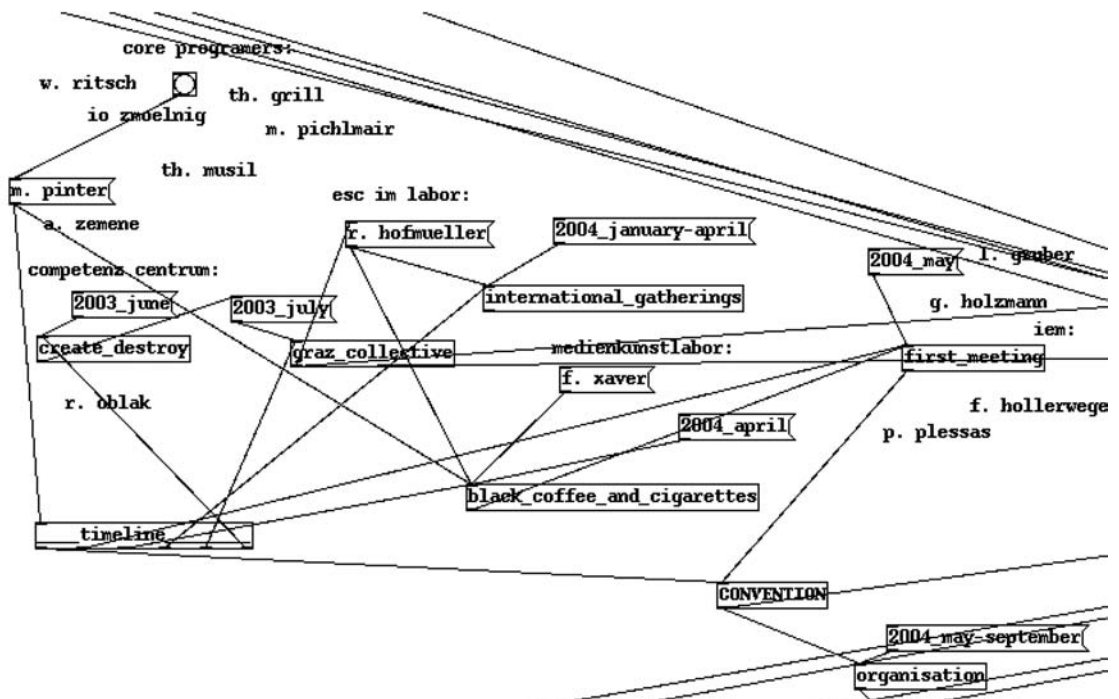 core programers:
w. ritsch
th. grill
io zmoelnig
m. pichlmair
th. musil
m. pinter
esc im labor:
a. zemene
r. hofmueller
2004_january-april
l. gruber
2004_may
competenz centrum:
2003_june
2003_july
international_gatherings
g. holzmann
iem:
create_destroy
graz_collective
medienkunstlabor:
first_meeting
f. xaver
r. oblak
f. hollerwege
2004_april
p. plessas
black_coffee_and_cigarettes
timeline
CONVENTION
2004_may-september
organisation